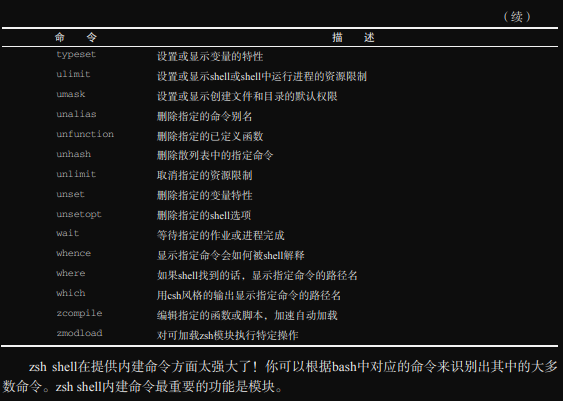 （续）
命 令 描 述
typeset 设置或显示变量的特性
ulimit 设置或显示shell或shell中运行进程的资源限制
umask 设置或显示创建文件和目录的默认权限
unalias 删除指定的命令别名
unfunction 删除指定的已定义函数
unhash 删除散列表中的指定命令
unlimit 取消指定的资源限制
unset 删除指定的变量特性
unsetopt 删除指定的shell选项
wait 等待指定的作业或进程完成
whence 显示指定命令会如何被shell解释
where 如果shell找到的话，显示指定命令的路径名
which 用csh风格的输出显示指定命令的路径名
zcompile 编辑指定的函数或脚本，加速自动加载
zmodload 对可加载zsh模块执行特定操作
zsh shell在提供内建命令方面太强大了！你可以根据bash中对应的命令来识别出其中的大多
数命令。zsh shell内建命令最重要的功能是模块。